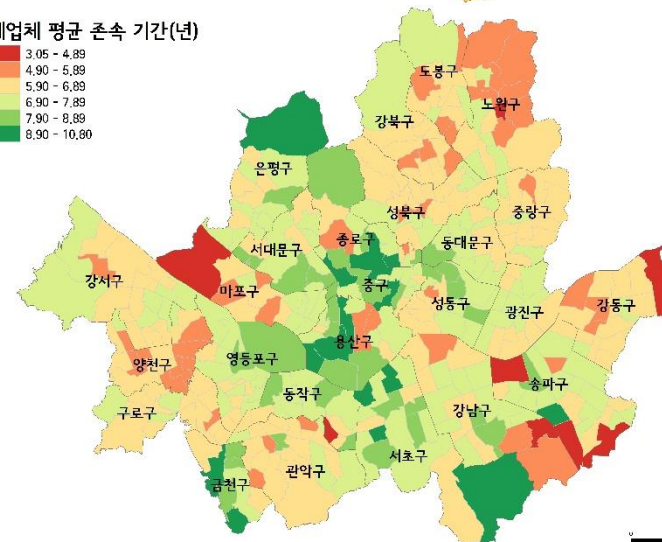 평균 존속 기간(년)
3.05 - 4.89
4.90 - 5.89
5.90 - 6.89
6.90 - 7.89
7.90 - 8.89
8.90 - 10.80
도봉구
노원구
강북구
은평구
성북구
중랑구
서대문구
종로구
동대문구
강서구
마포구
중구
성동구
광진구
강동구
양천구
영등포구
용산구
동작구
송파구
구로구
강남구
서초구
금천구
관악구